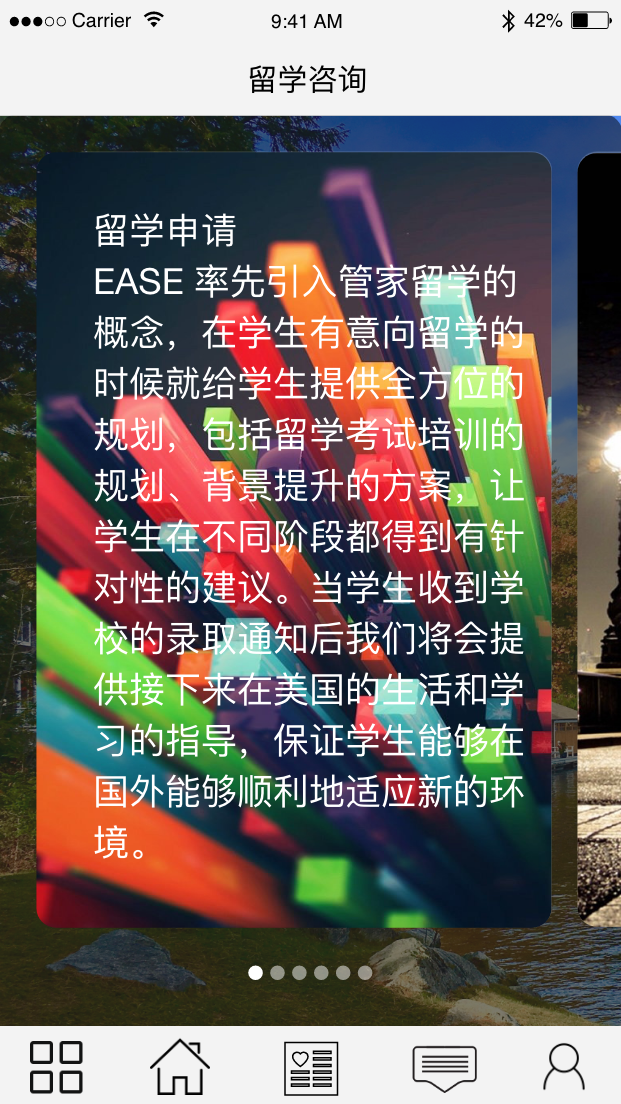 Carrier
9:41 AM
42%
留学咨询
留学申请
EASE 率先引入管家留学的
概念，在学生有意向留学的
时候就给学生提供全方位的
规划，包括留学考试培训的
规划、背景提升的方案，让
学生在不同阶段都得到有针
对性的建议。当学生收到学
校的录取通知后我们将会提
供接下来在美国的生活和学
习的指导，保证学生能够在
国外能够顺利地适应新的环
境。